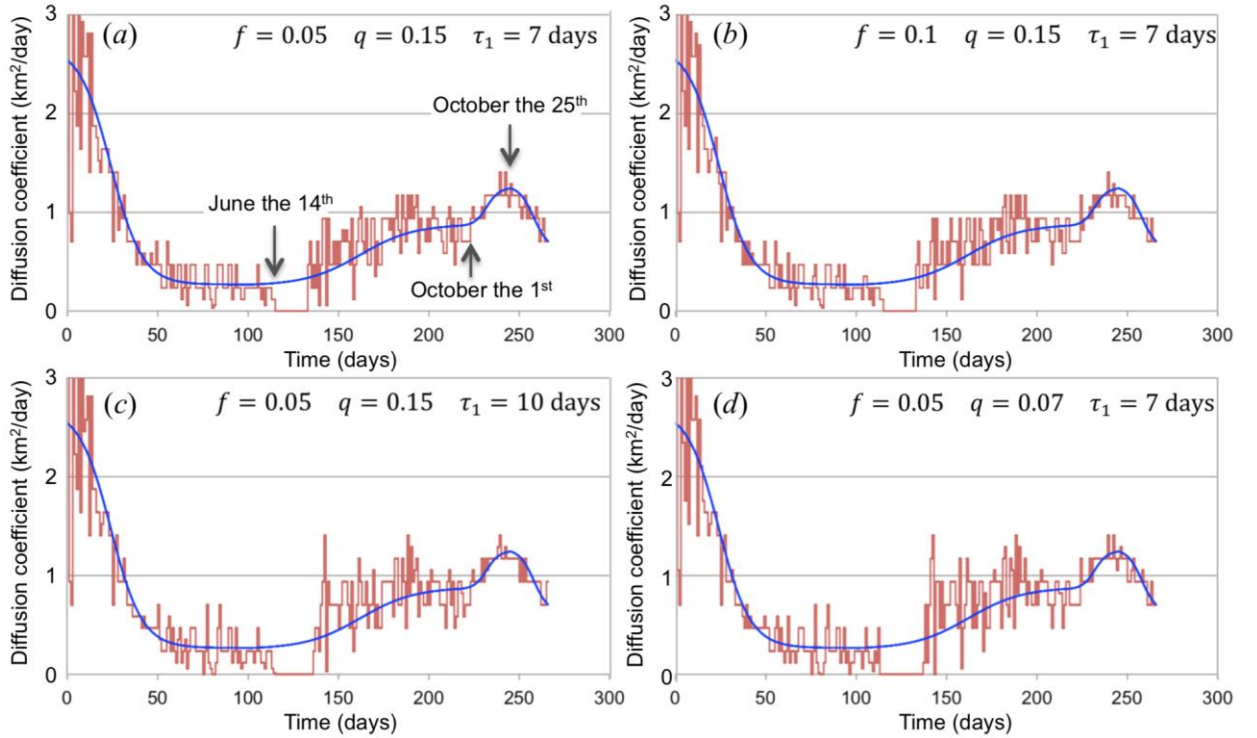 (a) f = 0.05 q = 0.15 τ₁ = 7 days
Diffusion coefficient (km²/day)
3
2
1
0
October the 25th
June the 14th
October the 1st
0 50 100 150 200 250 300
Time (days)
(b) f = 0.1 q = 0.15 τ₁ = 7 days
Diffusion coefficient (km²/day)
3
2
1
0
0 50 100 150 200 250 300
Time (days)
(c) f = 0.05 q = 0.15 τ₁ = 10 days
Diffusion coefficient (km²/day)
3
2
1
0
0 50 100 150 200 250 300
Time (days)
(d) f = 0.05 q = 0.07 τ₁ = 7 days
Diffusion coefficient (km²/day)
3
2
1
0
0 50 100 150 200 250 300
Time (days)